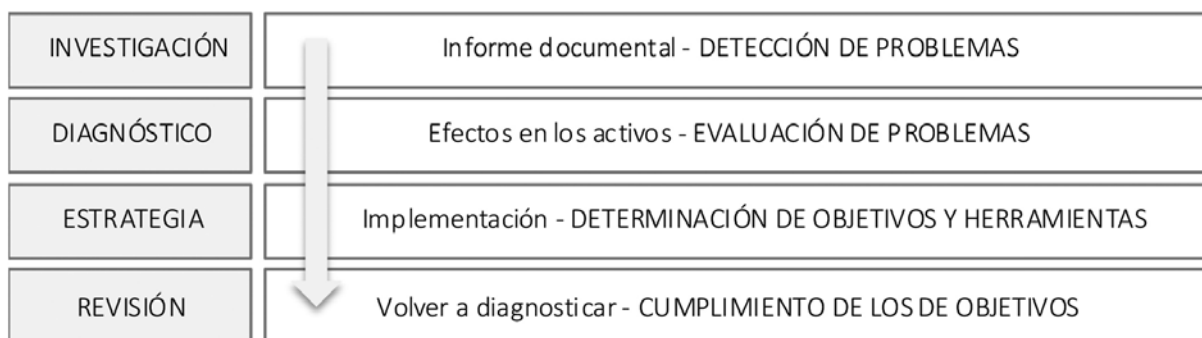 INVESTIGACIÓN
Informe documental - DETECCIÓN DE PROBLEMAS
DIAGNÓSTICO
Efectos en los activos - EVALUACIÓN DE PROBLEMAS
ESTRATEGIA
Implementación - DETERMINACIÓN DE OBJETIVOS Y HERRAMIENTAS
REVISIÓN
Volver a diagnosticar - CUMPLIMIENTO DE LOS DE OBJETIVOS